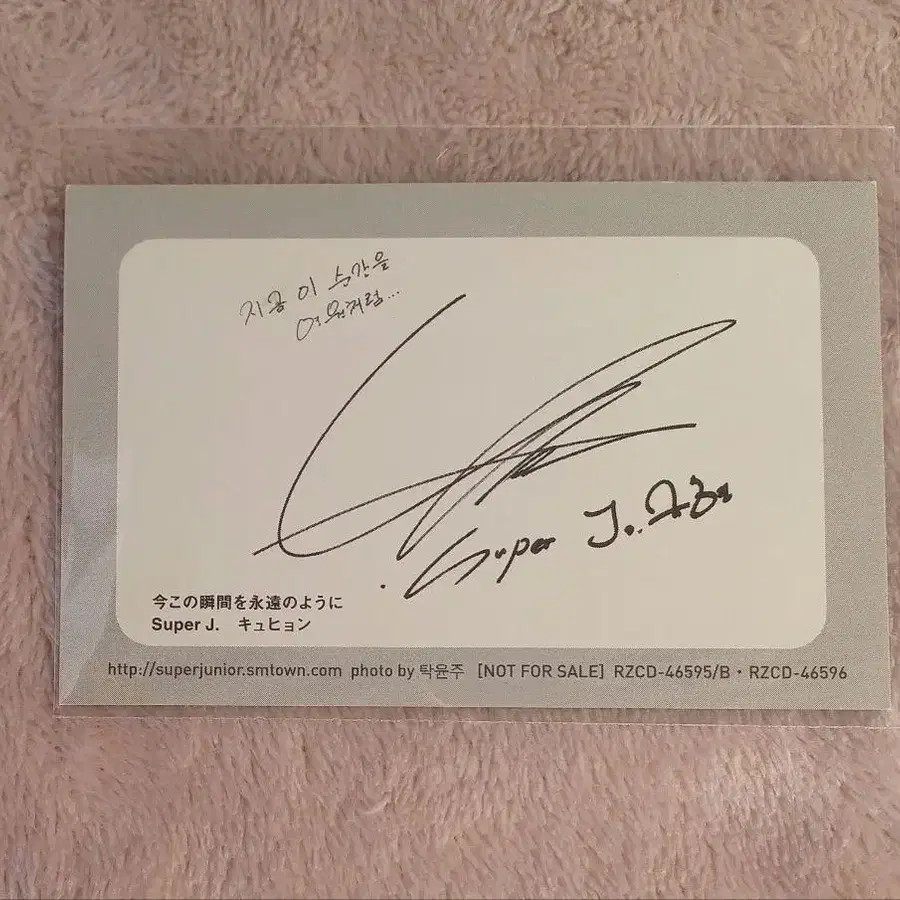 지금 이 순간을
영원처럼...
Super J. 규현
今この瞬間を永遠のように
Super J. キュヒョン
http://superjunior.smtown.com photo by 탁윤주 [NOT FOR SALE] RZCD-46595/B・RZCD-46596